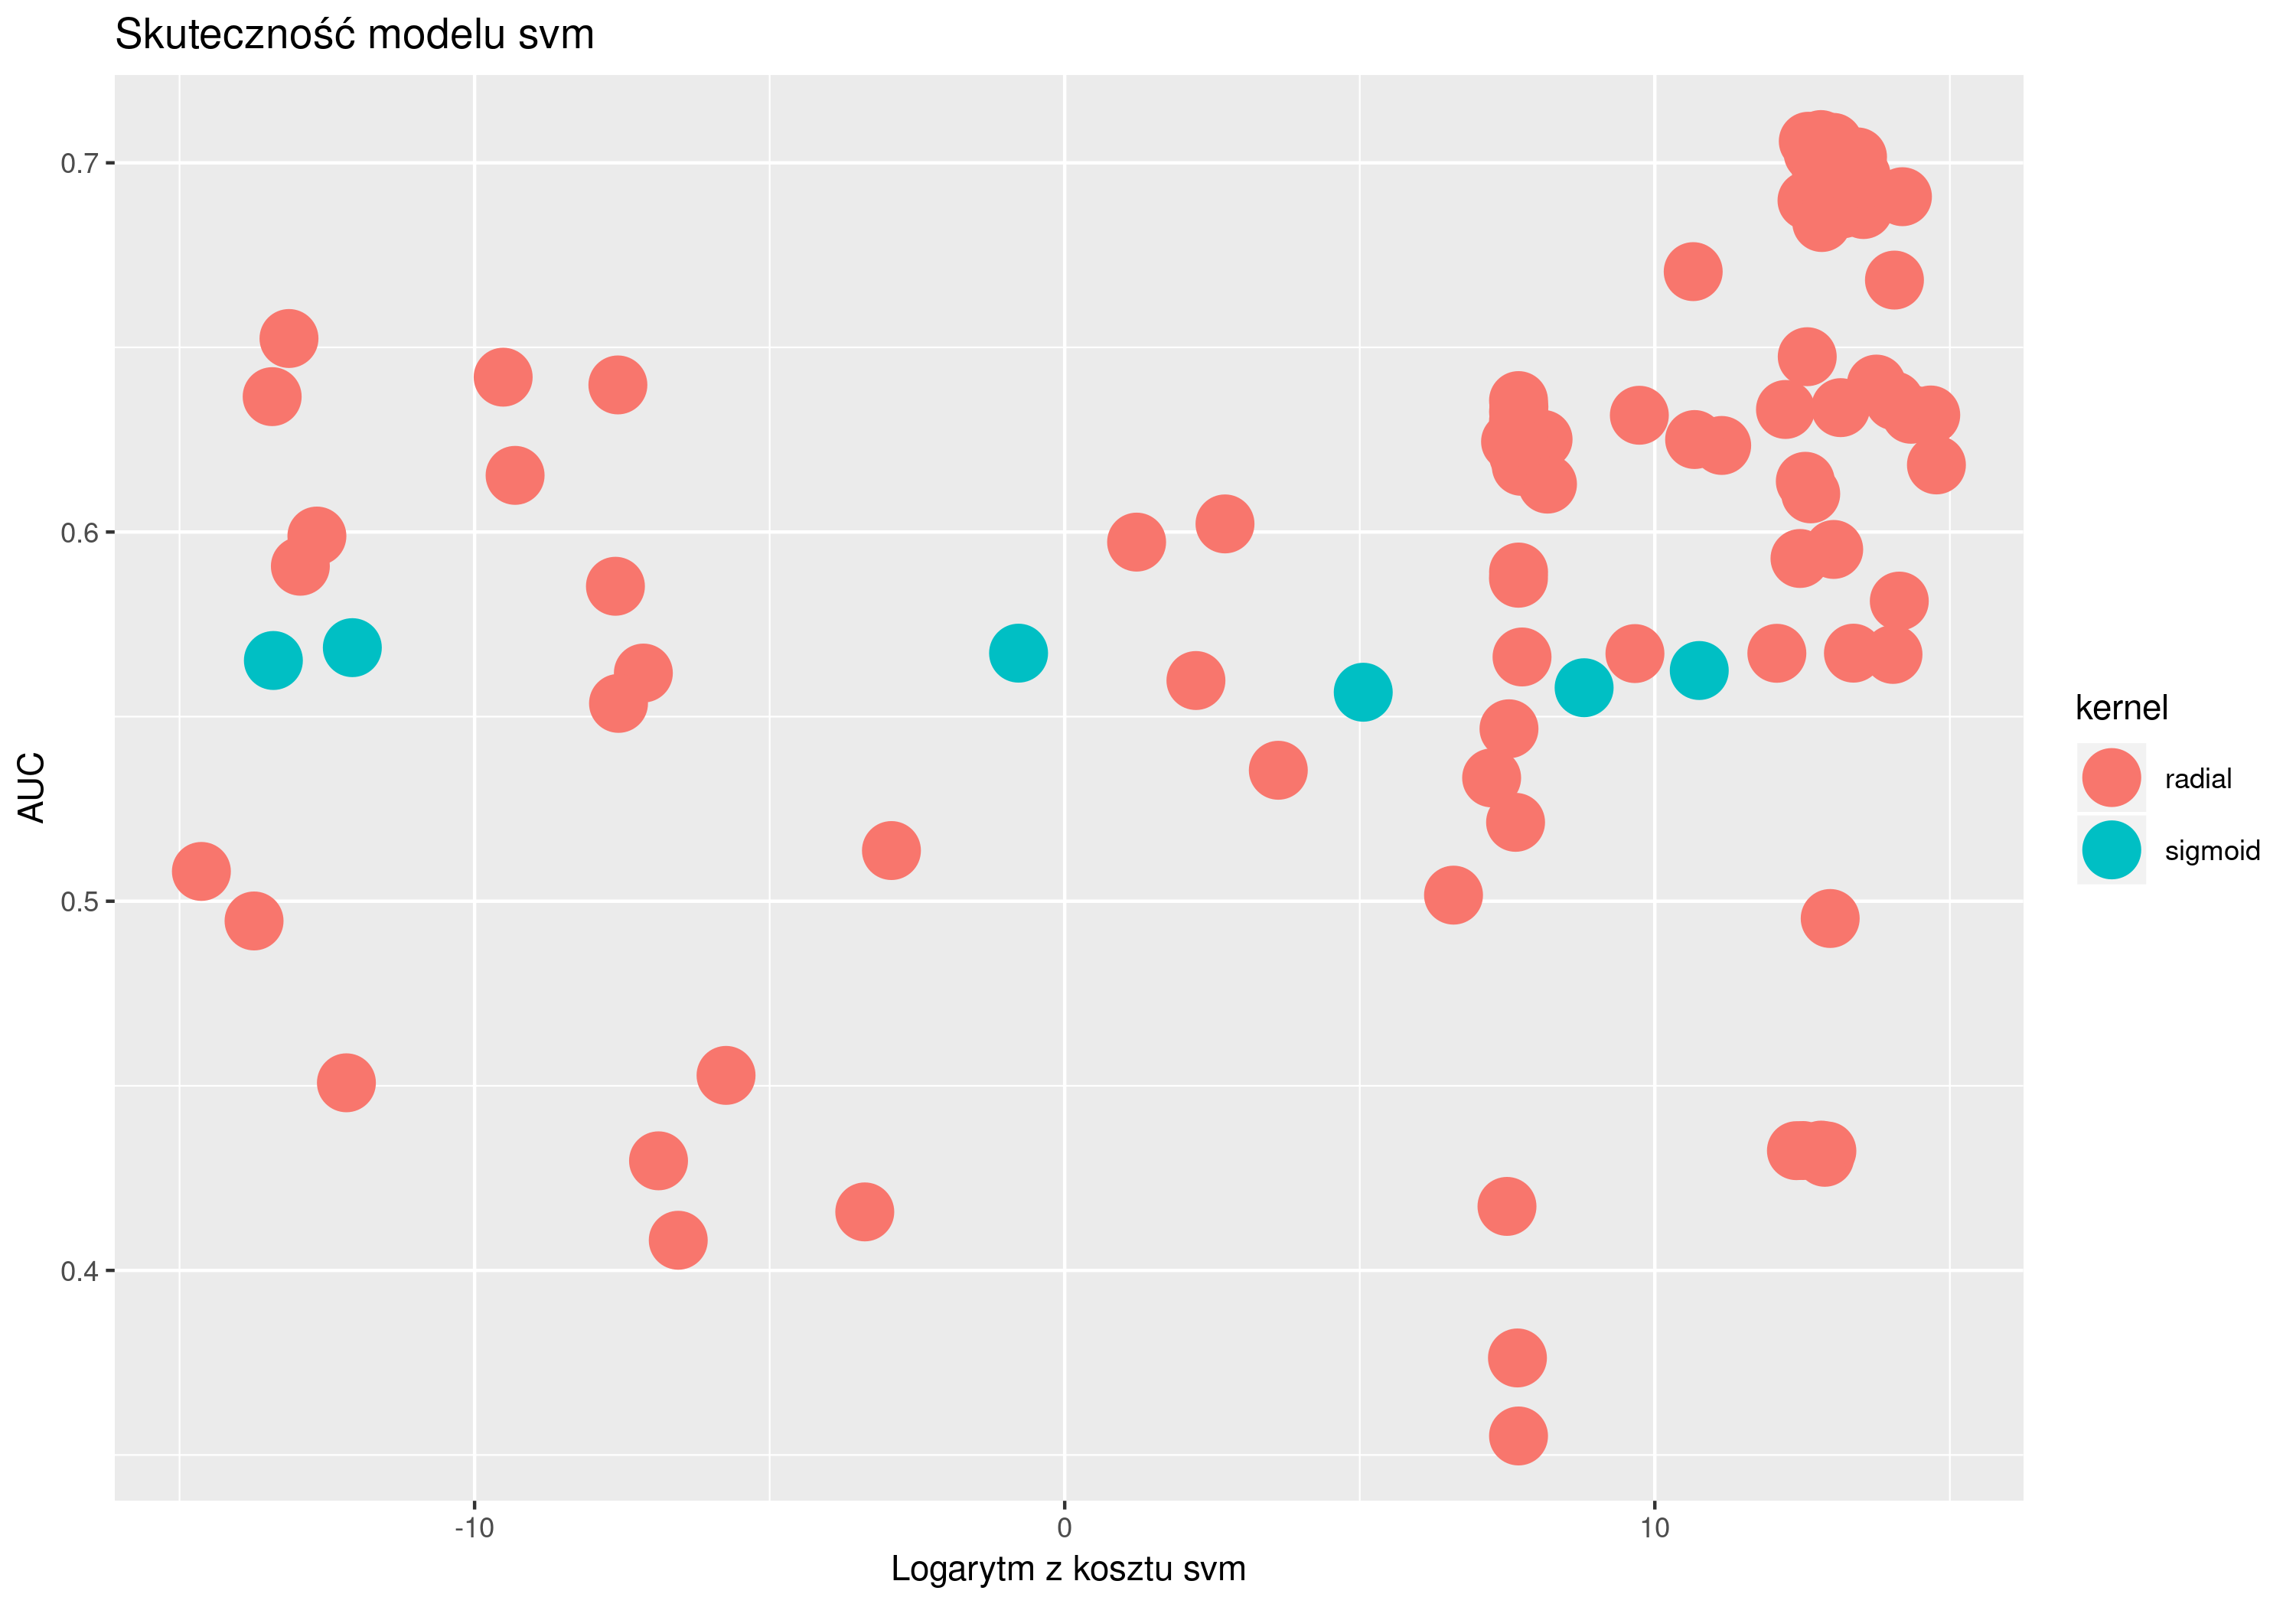 Skuteczność modelu svm
AUC
0.7
0.6
0.5
0.4
-10
0
10
Logarytm z kosztu svm
kernel
radial
sigmoid